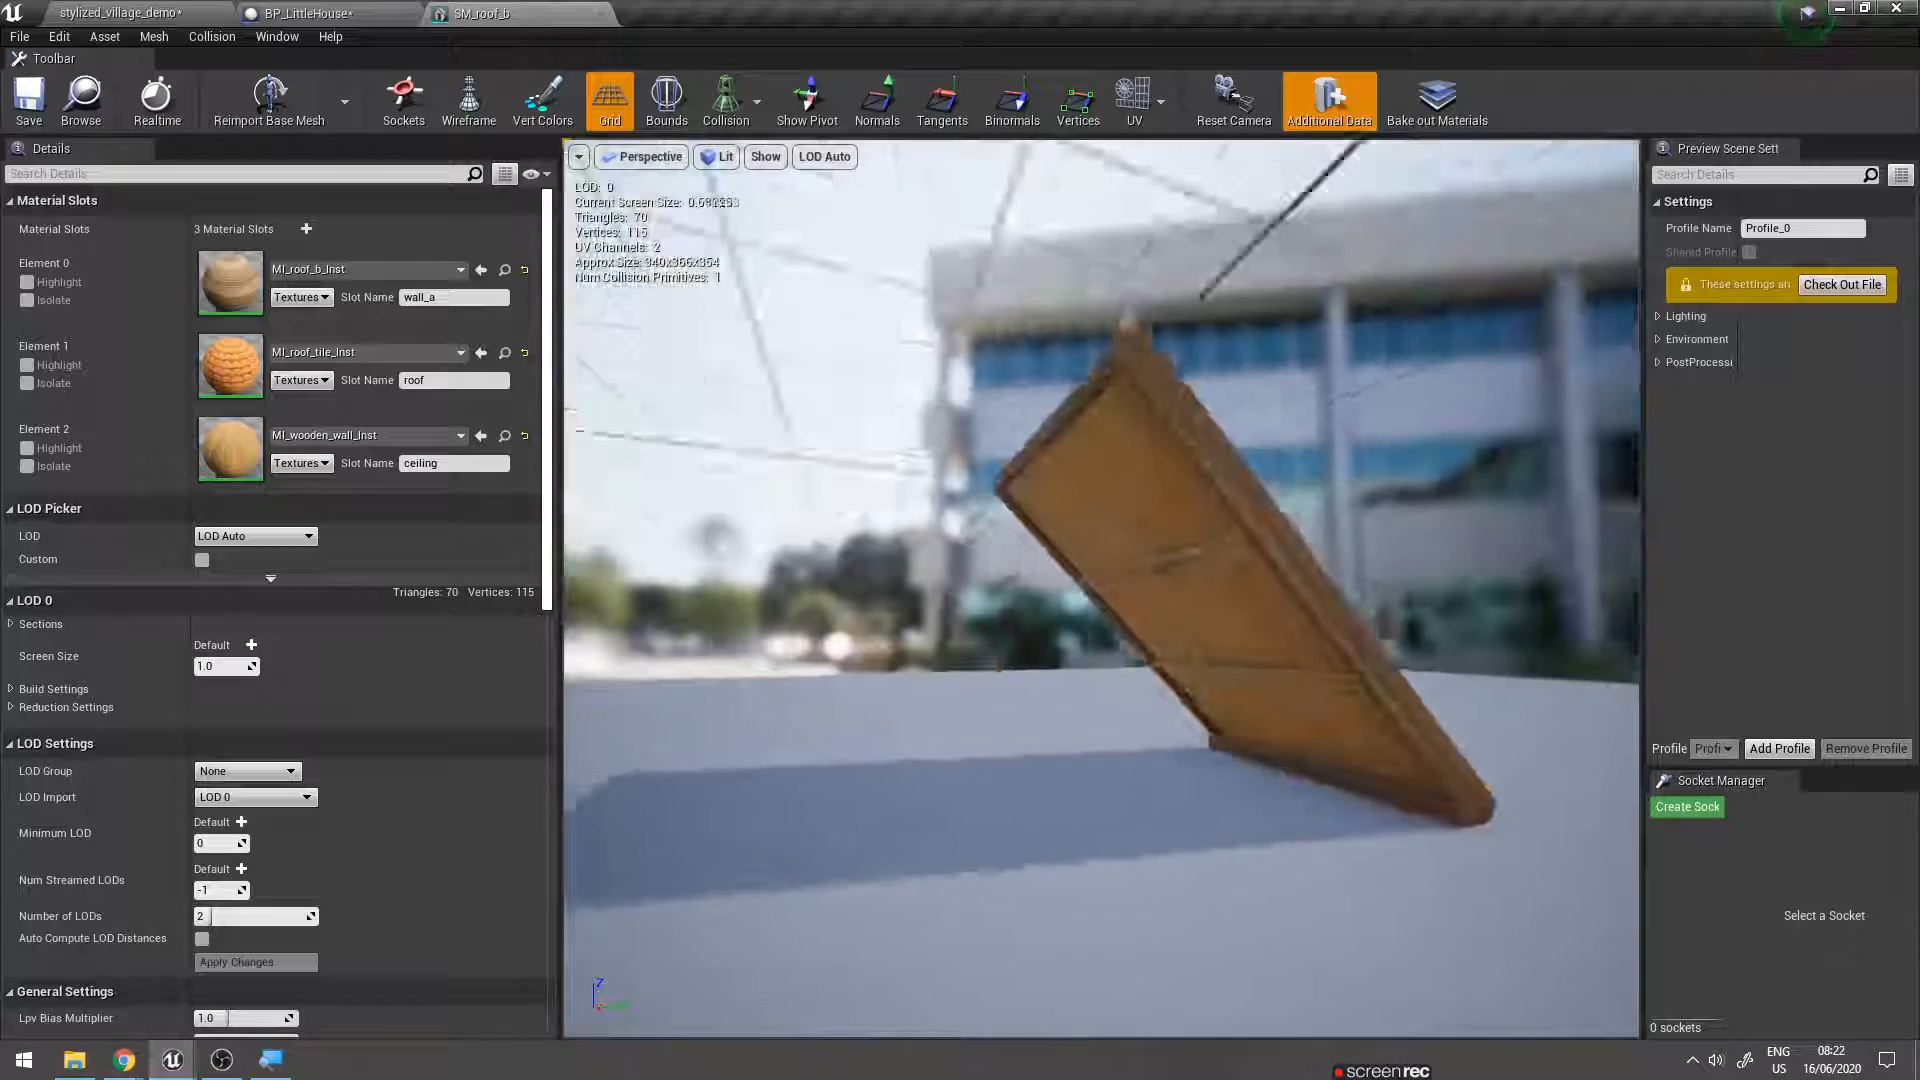 stylized_village_demo*
BP_LittleHouse*
SM_roof_b
File Edit Asset Mesh Collision Window Help
Toolbar
Save Browse Realtime Reimport Base Mesh Sockets Wireframe Vert Colors Grid Bounds Collision Show Pivot Normals Tangents Binormals Vertices UV Reset Camera Additional Data Bake out Materials
Details
Search Details
Material Slots
Material Slots 3 Material Slots
Element 0
Highlight
Isolate
MI_roof_b_Inst
Textures Slot Name wall_a
Element 1
Highlight
Isolate
MI_roof_tile_Inst
Textures Slot Name roof
Element 2
Highlight
Isolate
MI_wooden_wall_Inst
Textures Slot Name ceiling
LOD Picker
LOD LOD Auto
Custom
LOD 0 Triangles: 70 Vertices: 115
Sections
Screen Size Default
1.0
Build Settings
Reduction Settings
LOD Settings
LOD Group None
LOD Import LOD 0
Minimum LOD Default
0
Num Streamed LODs Default
-1
Number of LODs 2
Auto Compute LOD Distances
Apply Changes
General Settings
Lpv Bias Multiplier 1.0
Perspective Lit Show LOD Auto
LOD: 0
Current Screen Size:
Triangles: 70
Vertices: 115
UV Channels: 2
Approx Size: 340x366x354
Num Collision Primitives: 1
Z
Preview Scene Sett
Search Details
Settings
Profile Name Profile_0
Shared Profile
These settings an Check Out File
Lighting
Environment
PostProcessi
Profile Profi Add Profile Remove Profile
Socket Manager
Create Sock
Select a Socket
0 sockets
screen rec
ENG
US
08:22
16/06/2020